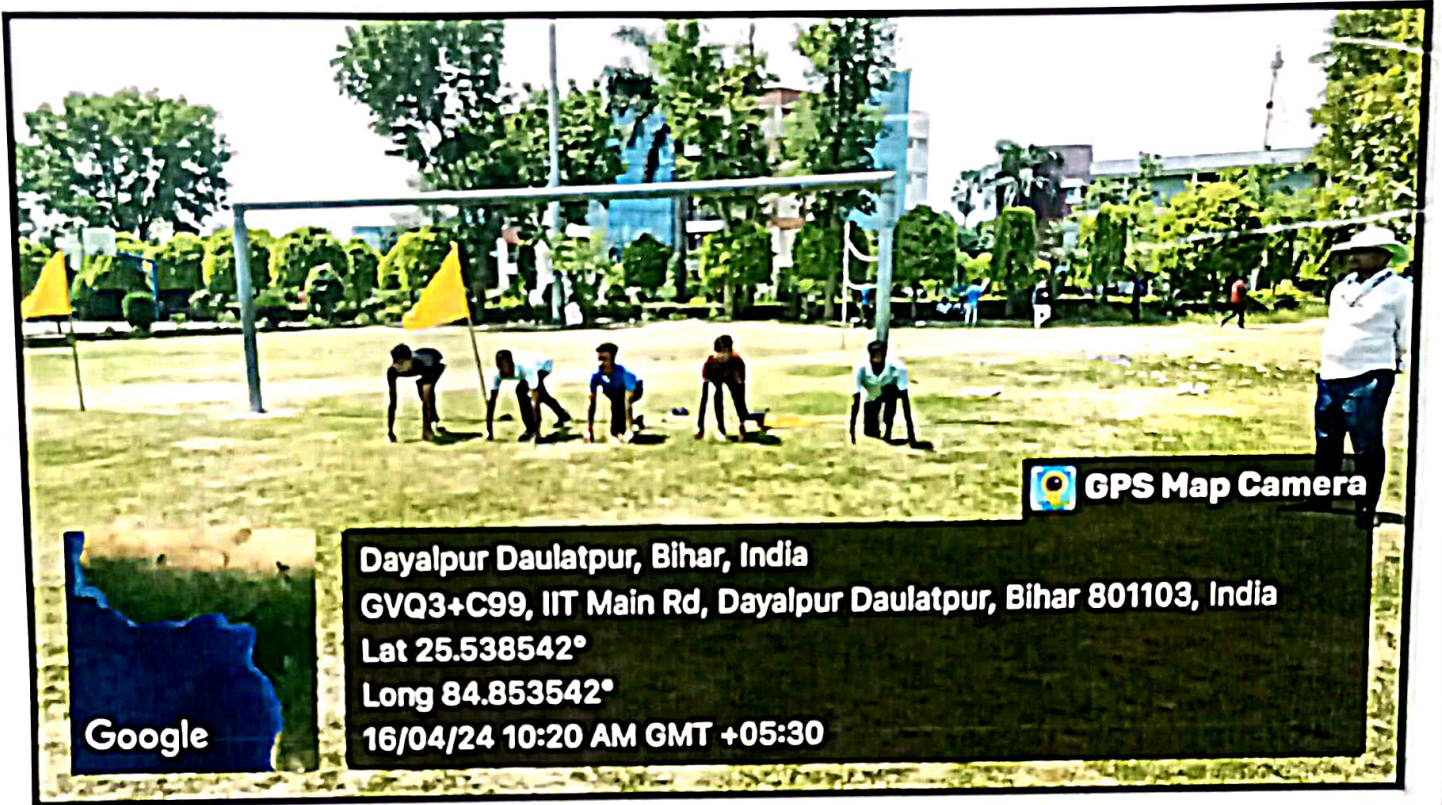 GPS Map Camera
Dayalpur Daulatpur, Bihar, India
GVQ3+C99, IIT Main Rd, Dayalpur Daulatpur, Bihar 801103, India
Lat 25.538542°
Long 84.853542°
16/04/24 10:20 AM GMT +05:30
Google